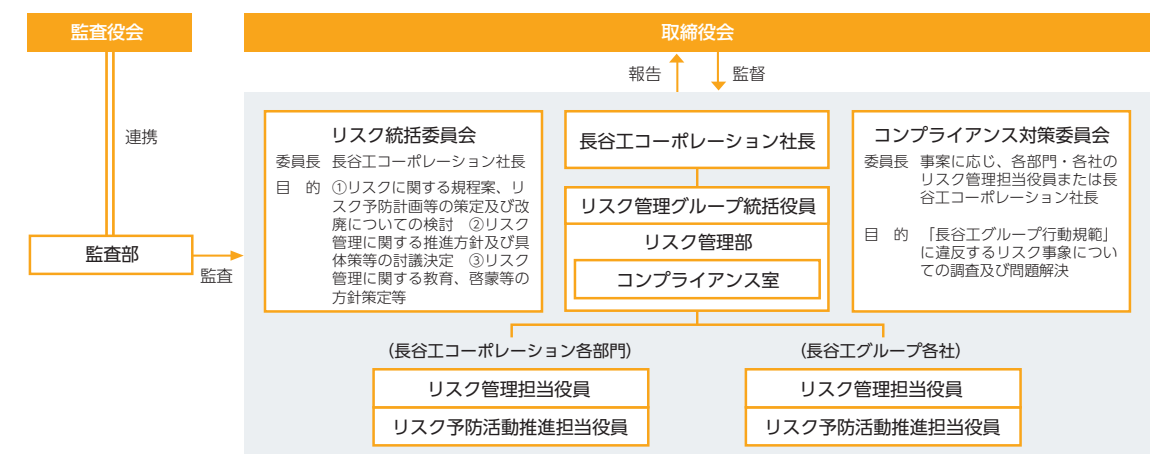 監査役会
取締役会
報告
監督
連携
リスク統括委員会
委員長 長谷工コーポレーション社長
目 的 ①リスクに関する規程案、リ
スク予防計画等の策定及び改
廃についての検討 ②リスク
管理に関する推進方針及び具
体策等の討議決定 ③リスク
管理に関する教育、啓蒙等の
方針策定等
長谷工コーポレーション社長
リスク管理グループ統括役員
リスク管理部
コンプライアンス室
コンプライアンス対策委員会
委員長 事案に応じ、各部門・各社の
リスク管理担当役員または長
谷工コーポレーション社長
目 的 「長谷工グループ行動規範」
に違反するリスク事象につい
ての調査及び問題解決
監査部
監査
(長谷工コーポレーション各部門)
リスク管理担当役員
リスク予防活動推進担当役員
(長谷工グループ各社)
リスク管理担当役員
リスク予防活動推進担当役員